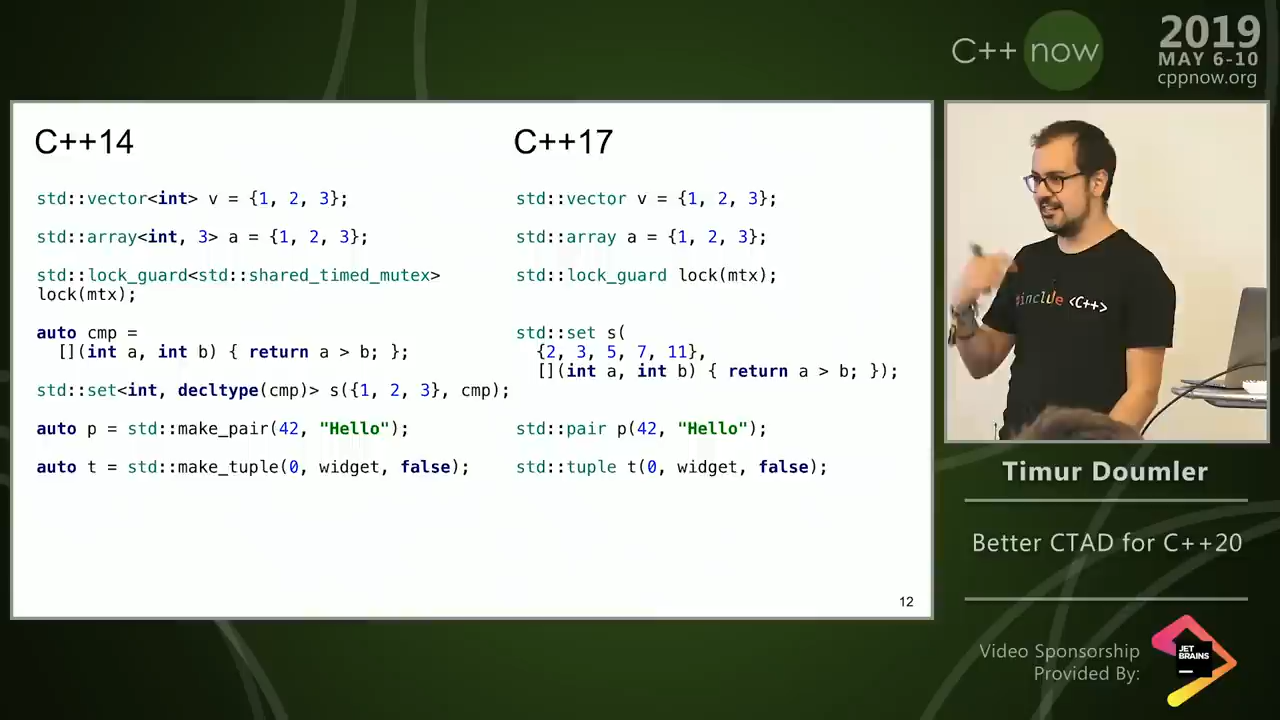 C++ now
2019
MAY 6-10
cppnow.org
C++14
std::vector<int> v = {1, 2, 3};
std::array<int, 3> a = {1, 2, 3};
std::lock_guard<std::shared_timed_mutex>
lock(mtx);
auto cmp =
[](int a, int b) { return a > b; };
std::set<int, decltype(cmp)> s({1, 2, 3}, cmp);
auto p = std::make_pair(42, "Hello");
auto t = std::make_tuple(0, widget, false);
C++17
std::vector v = {1, 2, 3};
std::array a = {1, 2, 3};
std::lock_guard lock(mtx);
std::set s(
{2, 3, 5, 7, 11},
[](int a, int b) { return a > b; });
std::pair p(42, "Hello");
std::tuple t(0, widget, false);
12
#include <C++>
Timur Doumler
Better CTAD for C++20
Video Sponsorship
Provided By:
JET
BRAINS